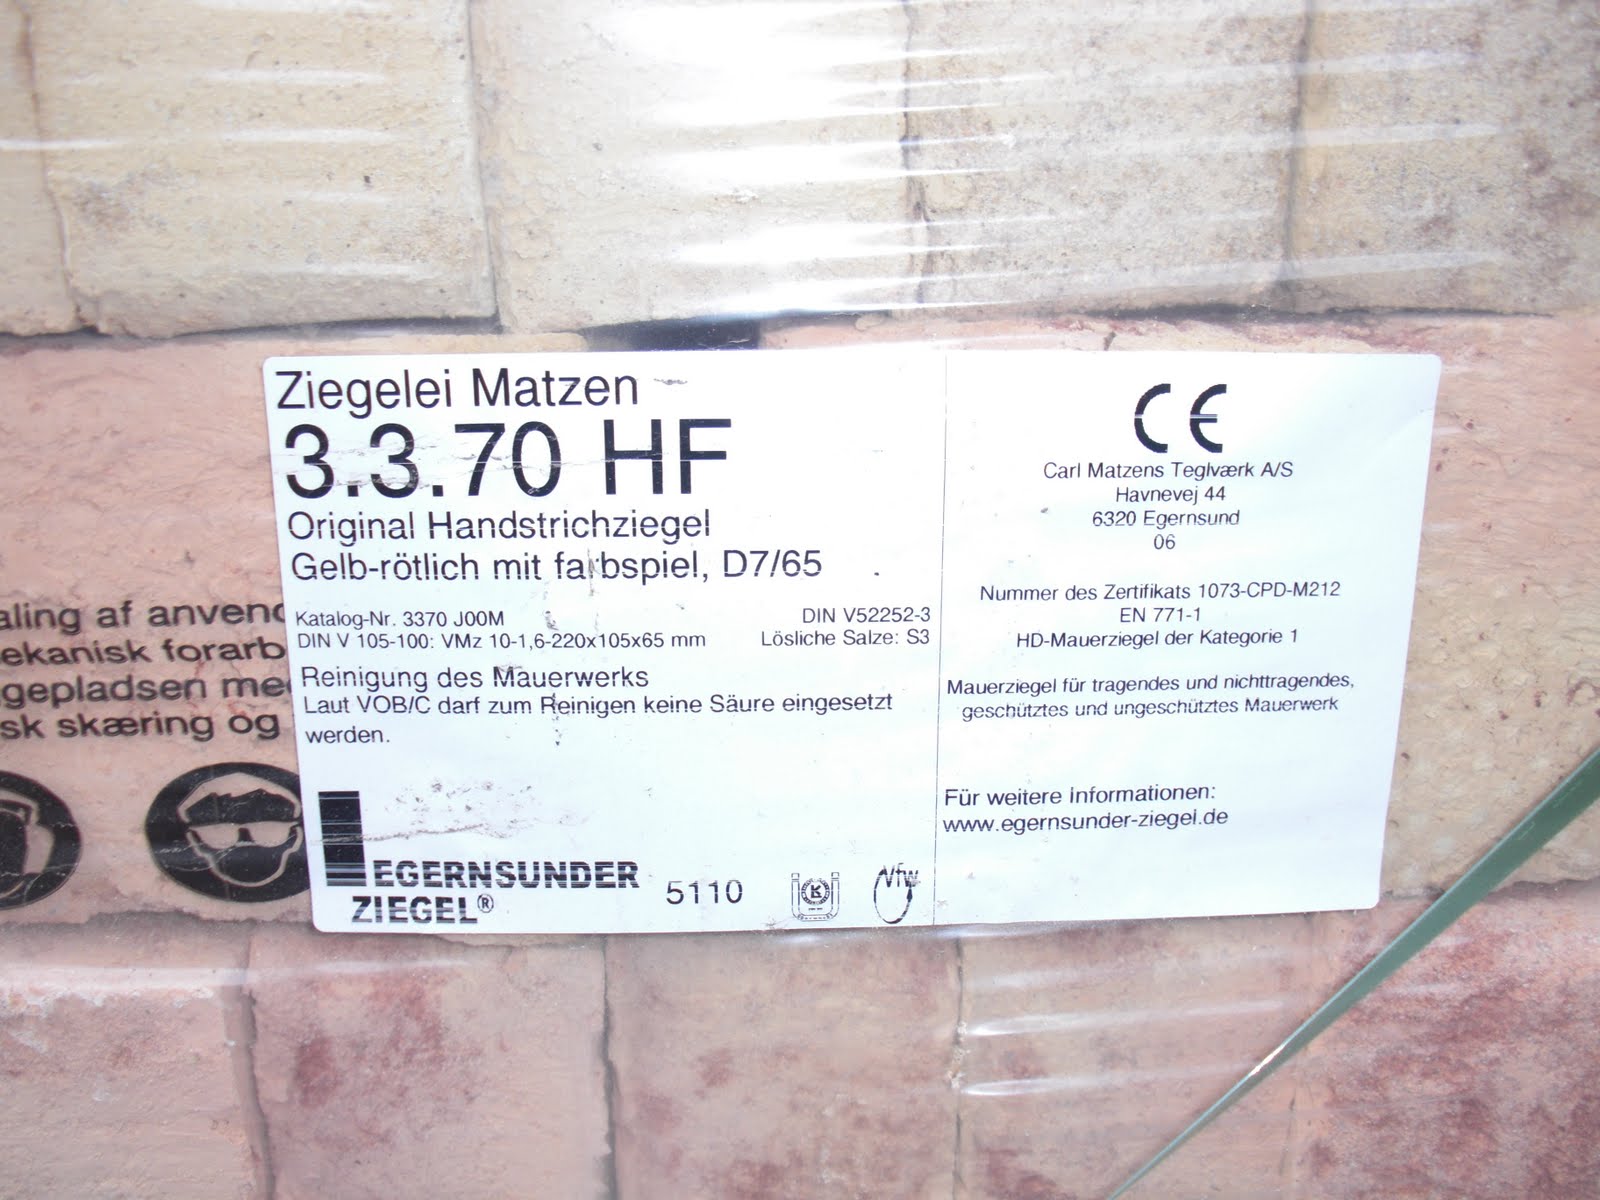 Ziegelei Matzen
3.3.70 HF
Original Handstrichziegel
Gelb-rötlich mit farbspiel, D7/65
Katalog-Nr. 3370 J00M DIN V52252-3
DIN V 105-100: VMz 10-1,6-220x105x65 mm Lösliche Salze: S3
Reinigung des Mauerwerks
Laut VOB/C darf zum Reinigen keine Säure eingesetzt
werden.
EGERNSUNDER
ZIEGEL®
5110
Nfw
CE
Carl Matzens Teglværk A/S
Havnevej 44
6320 Egernsund
06
Nummer des Zertifikats 1073-CPD-M212
EN 771-1
HD-Mauerziegel der Kategorie 1
Mauerziegel für tragendes und nichttragendes,
geschütztes und ungeschütztes Mauerwerk
Für weitere Informationen:
www.egernsunder-ziegel.de
aling af anvend
ekanisk forarb
gepladsen me
sk skæring og